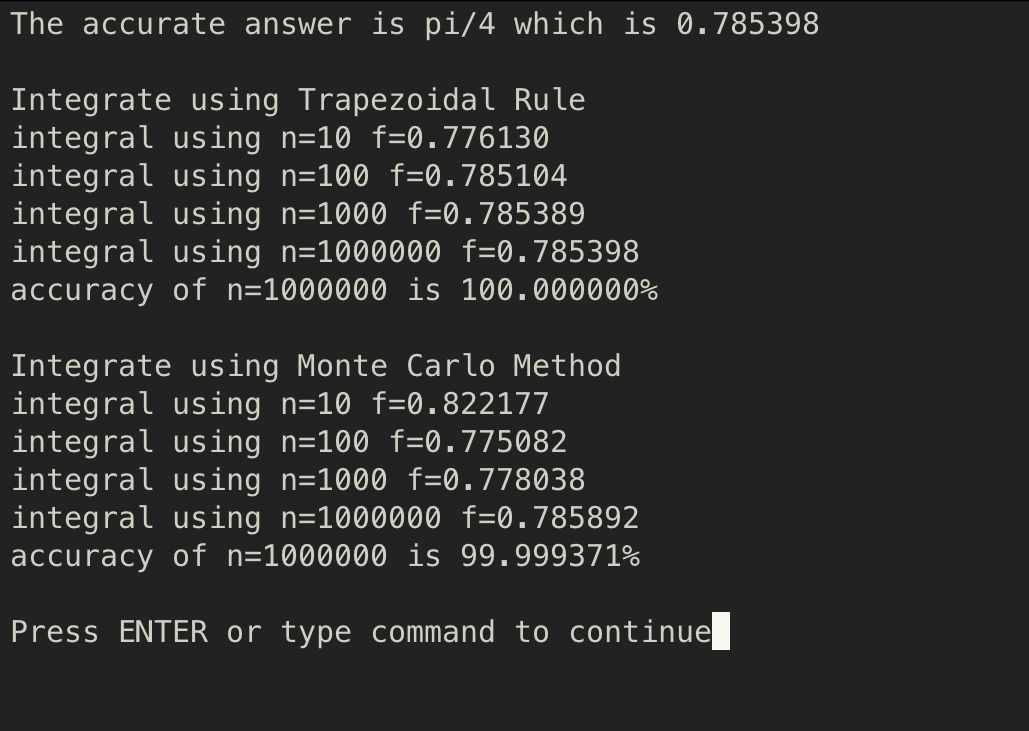 The accurate answer is pi/4 which is 0.785398
Integrate using Trapezoidal Rule
integral using n=10 f=0.776130
integral using n=100 f=0.785104
integral using n=1000 f=0.785389
integral using n=1000000 f=0.785398
accuracy of n=1000000 is 100.000000%
Integrate using Monte Carlo Method
integral using n=10 f=0.822177
integral using n=100 f=0.775082
integral using n=1000 f=0.778038
integral using n=1000000 f=0.785892
accuracy of n=1000000 is 99.999371%
Press ENTER or type command to continue